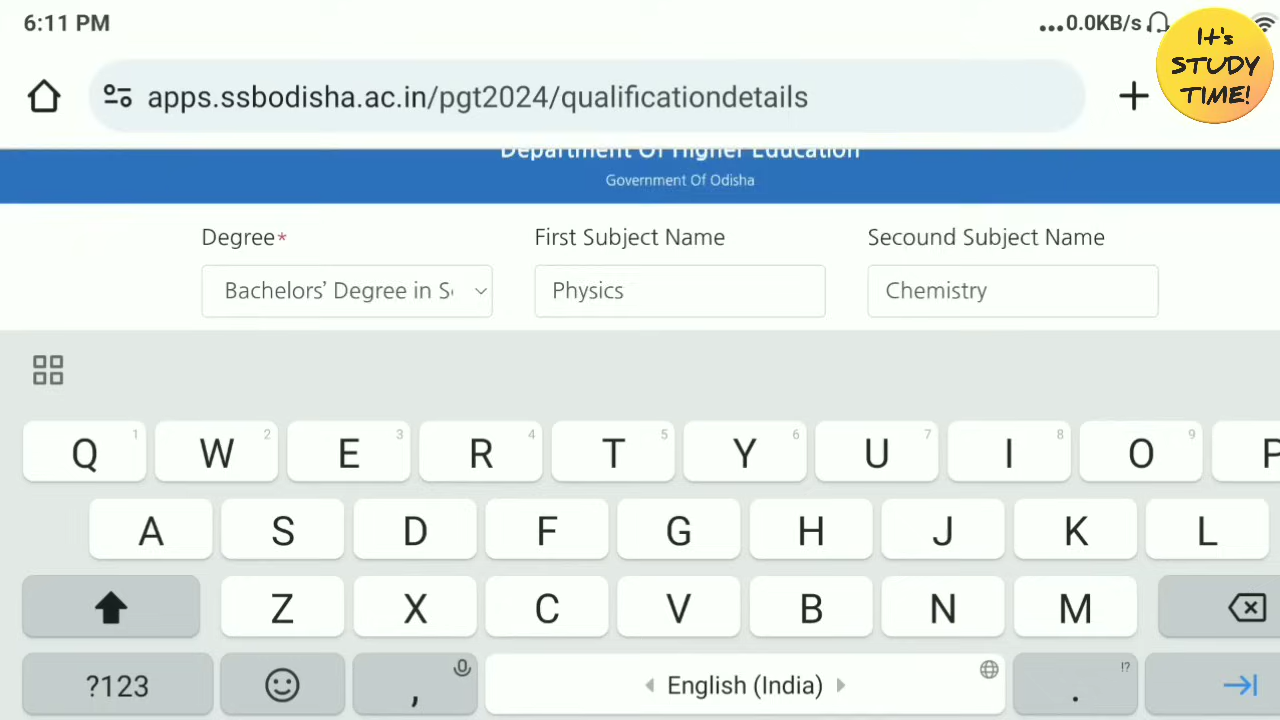 6:11 PM
...0.0KB/s
It's
STUDY
TIME!
apps.ssbodisha.ac.in/pgt2024/qualificationdetails
Department Of Higher Education
Government Of Odisha
Degree* First Subject Name Secound Subject Name
Bachelors’ Degree in Sc Physics Chemistry
Q 1 W 2 E 3 R 4 T 5 Y 6 U 7 I 8 O 9 P
A S D F G H J K L
Z X C V B N M
?123 , English (India) . !?